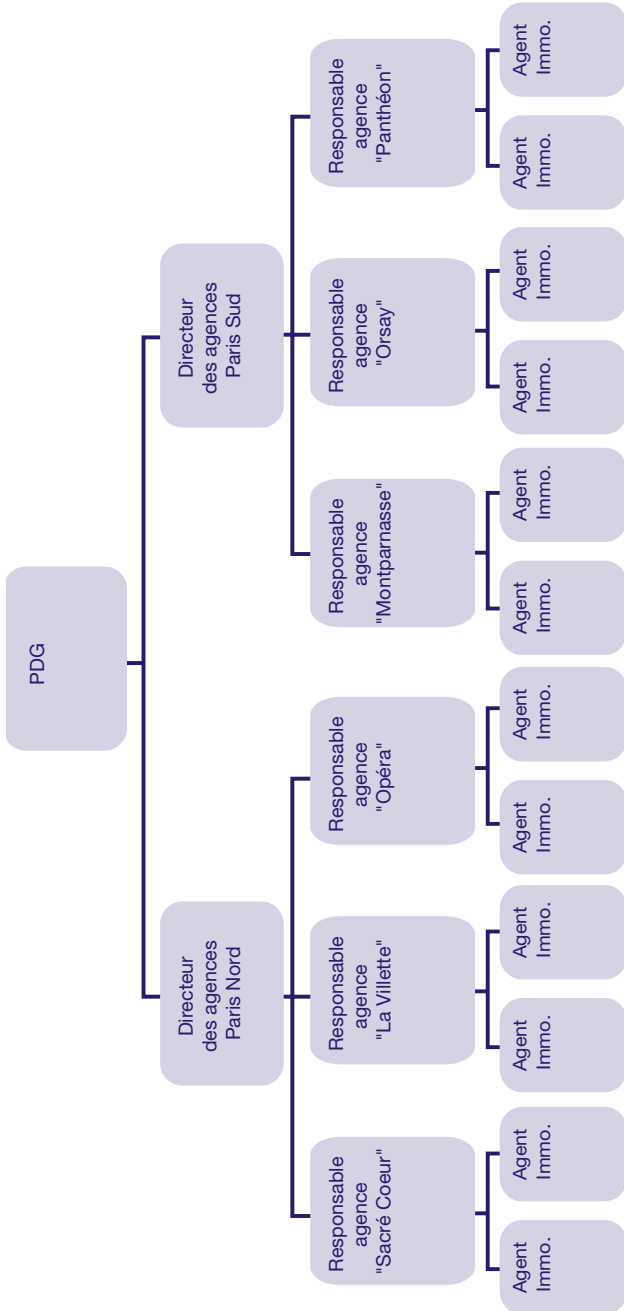 PDG
Directeur
des agences
Paris Nord
Directeur
des agences
Paris Sud
Responsable
agence
"Sacré Coeur"
Responsable
agence
"La Villette"
Responsable
agence
"Opéra"
Responsable
agence
"Montparnasse"
Responsable
agence
"Orsay"
Responsable
agence
"Panthéon"
Agent
Immo.
Agent
Immo.
Agent
Immo.
Agent
Immo.
Agent
Immo.
Agent
Immo.
Agent
Immo.
Agent
Immo.
Agent
Immo.
Agent
Immo.
Agent
Immo.
Agent
Immo.